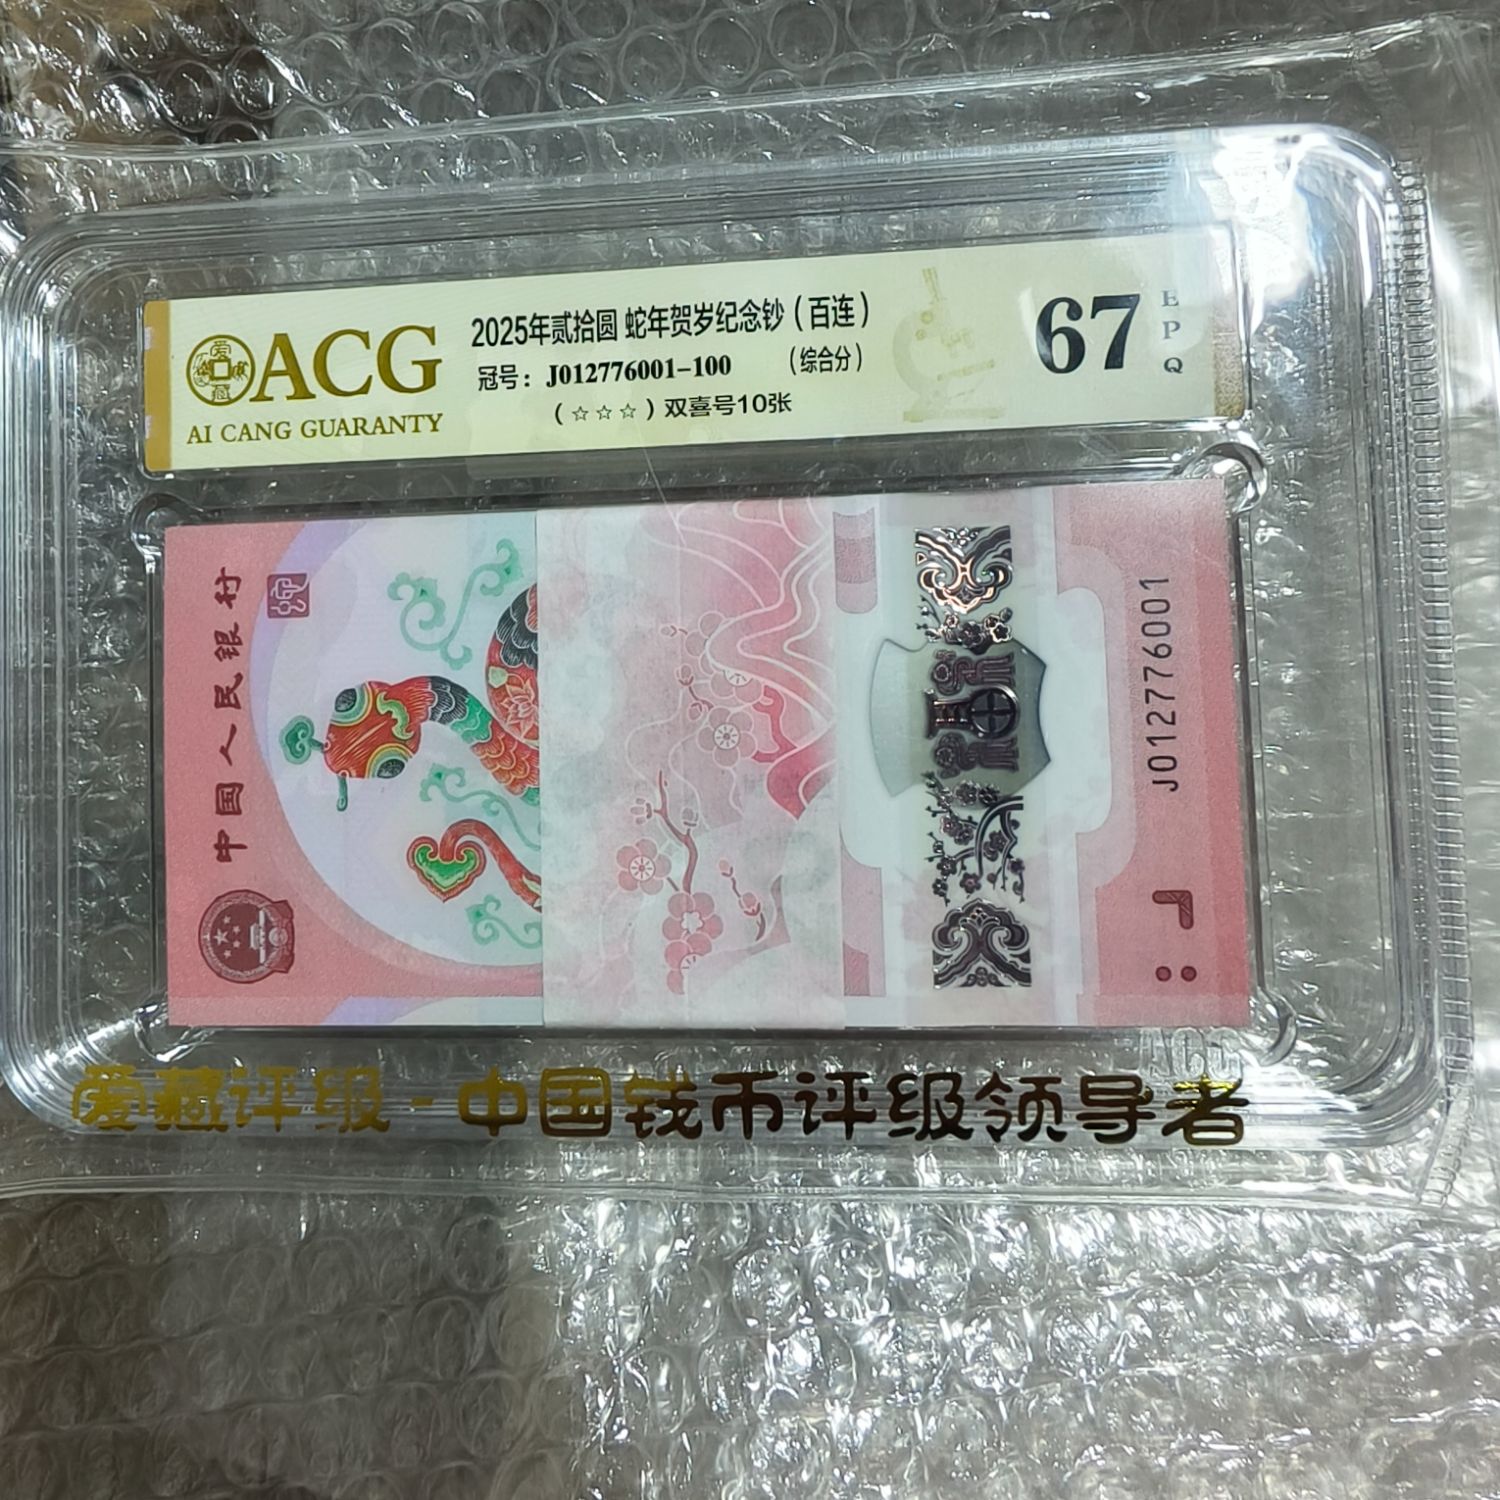 ACG
AI CANG GUARANTY
2025年贰拾圆 蛇年贺岁纪念钞（百连）
冠号：J012776001-100 （综合分）
（☆☆☆）双喜号10张
67
EPQ
中国人民银行
J012776001
爱藏评级-中国钱币评级领导者